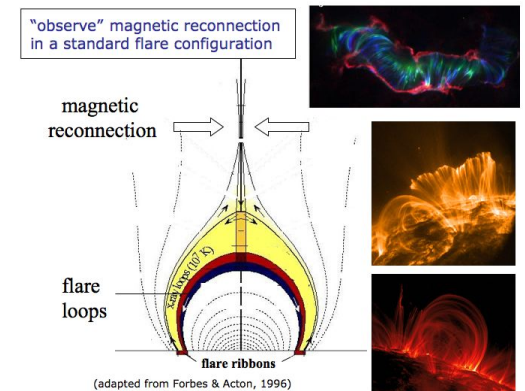 “observe” magnetic reconnection
in a standard flare configuration
magnetic
reconnection
X-ray loops (10⁷ K)
flare
loops
flare ribbons
(adapted from Forbes & Acton, 1996)